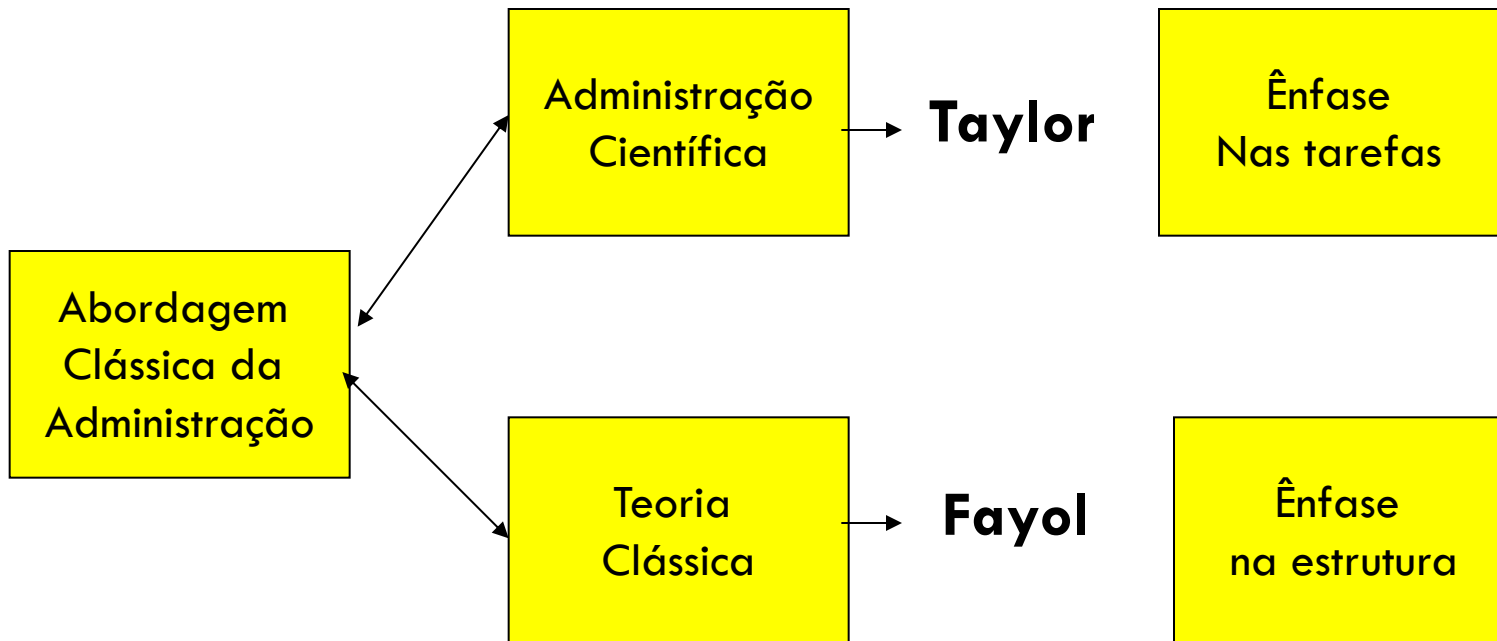 Administração
Científica
Taylor
Ênfase
Nas tarefas
Abordagem
Clássica da
Administração
Teoria
Clássica
Fayol
Ênfase
na estrutura